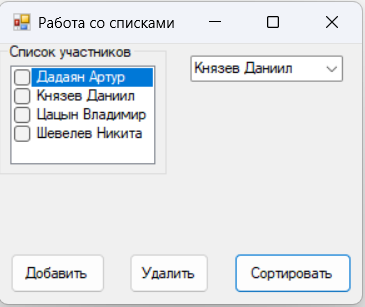 Работа со списками
Список участников
Дадаян Артур
Князев Даниил
Цацын Владимир
Шевелев Никита
Князев Даниил
Добавить
Удалить
Сортировать